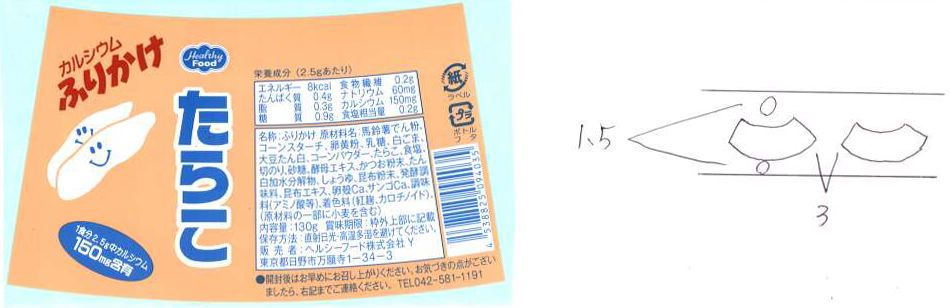 カルシウム
ふりかけ
Healthy
Food
たらこ
1食分2.5g中カルシウム
150mg含有
栄養成分(2.5gあたり)
エネルギー 8kcal 食物繊維 0.2g
たんぱく質 0.4g ナトリウム 60mg
脂質 0.3g カルシウム 150mg
糖質 0.9g 食塩相当量 0.2g
名称:ふりかけ 原材料名:馬鈴薯でん粉、
コーンスターチ、卵黄粉、乳糖、白ごま、
大豆たん白、コーンパウダー、たらこ、食塩、
切のり、砂糖、酵母エキス、かつお粉末、たん
白加水分解物、しょうゆ、昆布粉末、発酵調
味料、昆布エキス、卵殻Ca、サンゴCa、調味
料(アミノ酸等)、着色料(紅麹、カロチノイド)、
(原材料の一部に小麦を含む)
内容量:130g 賞味期限:枠外上部に記載
保存方法:直射日光・高温多湿を避けてください。
販売者:ヘルシーフード株式会社 Y
東京都日野市万願寺1-34-3
●開封後はお早めにお召し上がりください。お気づきの点がござい
ましたら、右記までご連絡ください。 TEL042-581-1191
紙
ラベル
プラ
ボトル
フタ
4 538825 094035
1.5
3